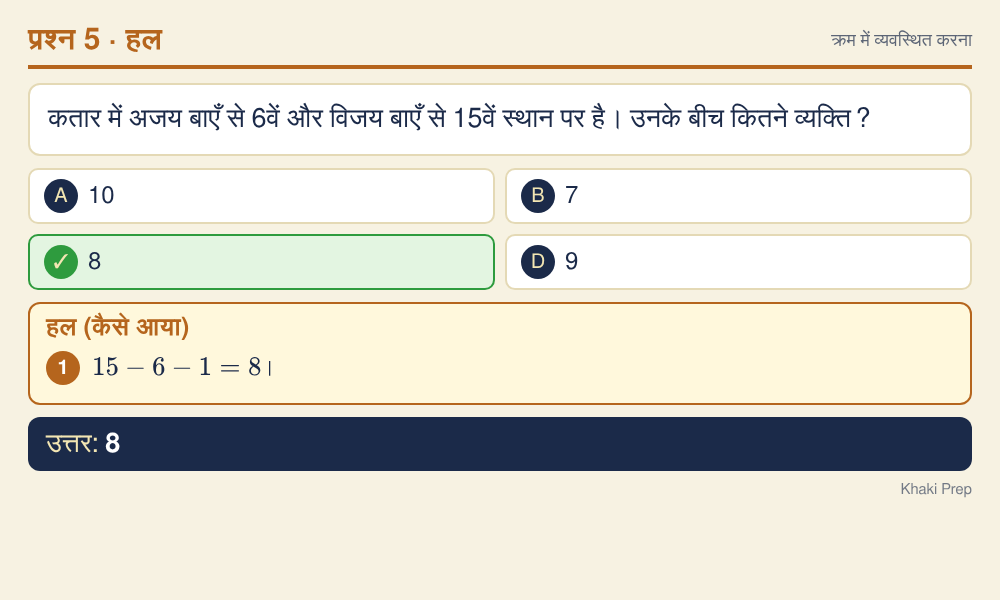 प्रश्न 5 · हल
क्रम में व्यवस्थित करना
कतार में अजय बाएँ से 6वें और विजय बाएँ से 15वें स्थान पर है। उनके बीच कितने व्यक्ति?
A 10
B 7
✓ 8
D 9
हल (कैसे आया)
1 15 − 6 − 1 = 8।
उत्तर: 8
Khaki Prep